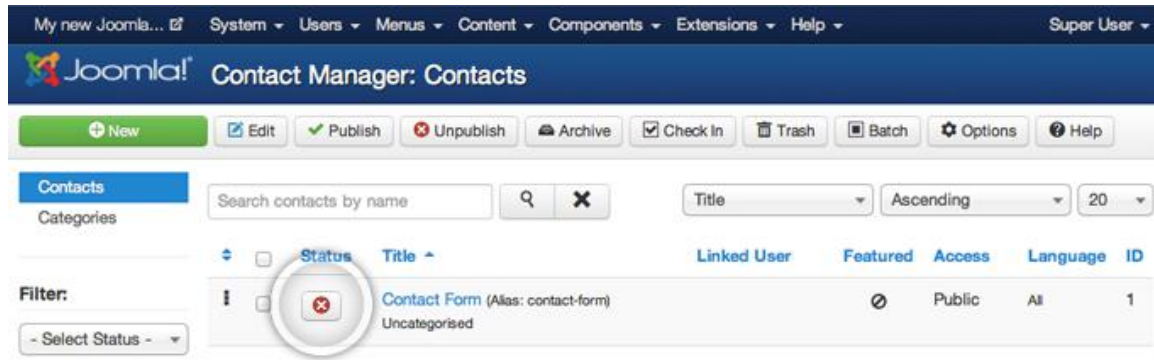 My new Joomla... System Users Menus Content Components Extensions Help Super User
Joomla!® Contact Manager: Contacts
New Edit Publish Unpublish Archive Check In Trash Batch Options Help
Contacts
Categories
Search contacts by name Title Ascending 20
Status Title Linked User Featured Access Language ID
Filter:
- Select Status -
Contact Form (Alias: contact-form) Public All 1
Uncategorised